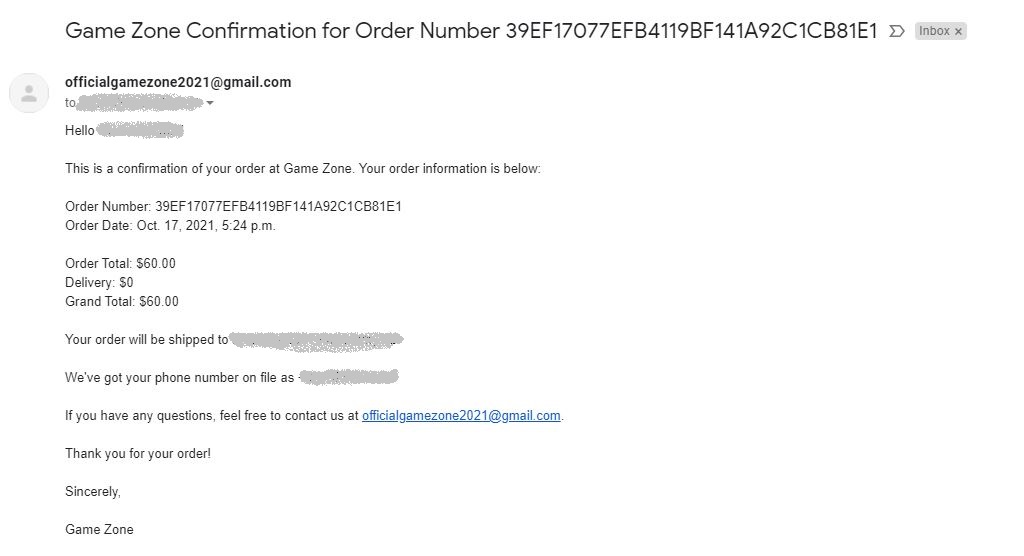 Game Zone Confirmation for Order Number 39EF17077EFB4119BF141A92C1CB81E1 Inbox x
officialgamezone2021@gmail.com
to
Hello
This is a confirmation of your order at Game Zone. Your order information is below:
Order Number: 39EF17077EFB4119BF141A92C1CB81E1
Order Date: Oct. 17, 2021, 5:24 p.m.
Order Total: $60.00
Delivery: $0
Grand Total: $60.00
Your order will be shipped to
We've got your phone number on file as
If you have any questions, feel free to contact us at officialgamezone2021@gmail.com.
Thank you for your order!
Sincerely,
Game Zone